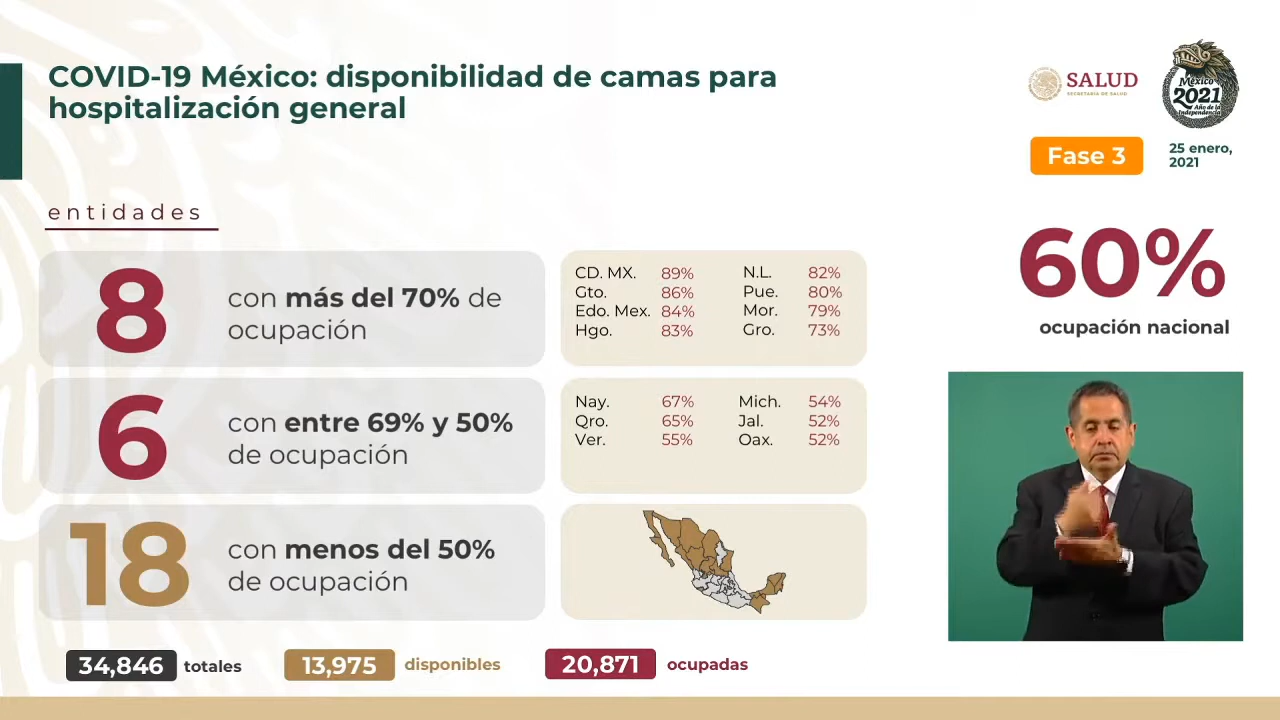 COVID-19 México: disponibilidad de camas para
hospitalización general
SALUD
SECRETARÍA DE SALUD
México
2021
Año de la
Independencia
Fase 3
25 enero,
2021
entidades
8
con más del 70% de
ocupación
CD. MX. 89% N.L. 82%
Gto. 86% Pue. 80%
Edo. Mex. 84% Mor. 79%
Hgo. 83% Gro. 73%
60%
ocupación nacional
6
con entre 69% y 50%
de ocupación
Nay. 67% Mich. 54%
Qro. 65% Jal. 52%
Ver. 55% Oax. 52%
18
con menos del 50%
de ocupación
34,846 totales 13,975 disponibles 20,871 ocupadas